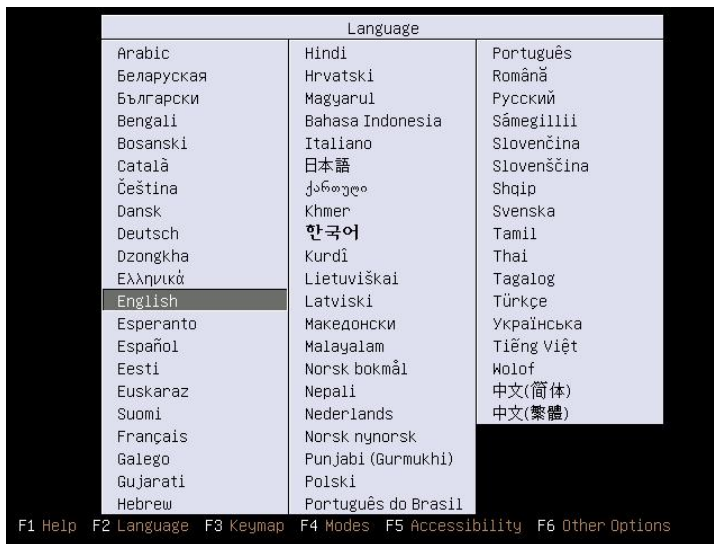 Language
Arabic
Беларуская
Български
Bengali
Bosanski
Català
Čeština
Dansk
Deutsch
Dzongkha
Ελληνικά
English
Esperanto
Español
Eesti
Euskaraz
Suomi
Français
Galego
Gujarati
Hebrew
Hindi
Hrvatski
Magyarul
Bahasa Indonesia
Italiano
日本語
ქართული
Khmer
한국어
Kurdî
Lietuviškai
Latviski
Македонски
Malayalam
Norsk bokmål
Nepali
Nederlands
Norsk nynorsk
Punjabi (Gurmukhi)
Polski
Português do Brasil
Português
Română
Русский
Sámegillii
Slovenčina
Slovenščina
Shqip
Svenska
Tamil
Thai
Tagalog
Türkçe
Українська
Tiếng Việt
Wolof
中文(简体)
中文(繁體)
F1 Help F2 Language F3 Keymap F4 Modes F5 Accessibility F6 Other Options